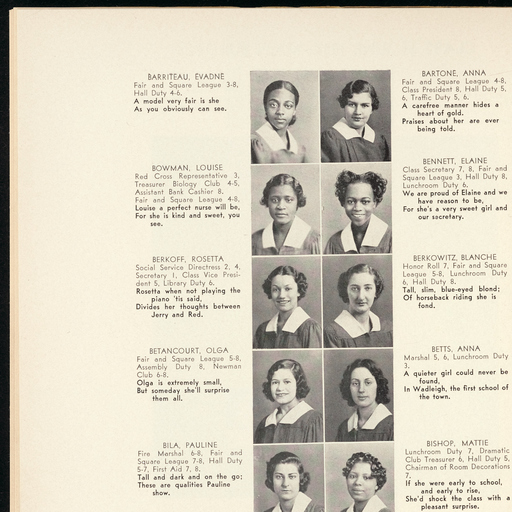 BARRITEAU, EVADNE
Fair and Square League 3-8,
Hall Duty 4-6.
A model very fair is she
As you obviously can see.
BOWMAN, LOUISE
Red Cross Representative 3,
Treasurer Biology Club 4-5,
Assistant Bank Cashier 8,
Fair and Square League 4-8,
Louise a perfect nurse will be,
For she is kind and sweet, you
see.
BERKOFF, ROSETTA
Social Service Directress 2, 4,
Secretary 1, Class Vice Presi-
dent 5, Library Duty 6.
Rosetta when not playing the
piano 'tis said,
Divides her thoughts between
Jerry and Red.
BETANCOURT, OLGA
Fair and Square League 5-8,
Assembly Duty 8, Newman
Club 6-8.
Olga is extremely small,
But someday she'll surprise
them all.
BILA, PAULINE
Fire Marshal 6-8, Fair and
Square League 7-8, Hall Duty
5-7, First Aid 7, 8.
Tall and dark and on the go;
These are qualities Pauline
show.
BARTONE, ANNA
Fair and Square League 4-8,
Class President 8, Hall Duty 5,
6, Traffic Duty 5, 6.
A carefree manner hides a
heart of gold.
Praises about her are ever
being told.
BENNETT, ELAINE
Class Secretary 7, 8, Fair and
Square League 3, Hall Duty 8,
Lunchroom Duty 6.
We are proud of Elaine and we
have reason to be,
For she's a very sweet girl and
our secretary.
BERKOWITZ, BLANCHE
Honor Roll 7, Fair and Square
League 5-8, Lunchroom Duty
6, Hall Duty 8.
Tall, slim, blue-eyed blond;
Of horseback riding she is
fond.
BETTS, ANNA
Marshal 5, 6, Lunchroom Duty
3.
A quieter girl could never be
found,
In Wadleigh, the first school of
the town.
BISHOP, MATTIE
Lunchroom Duty 7, Dramatic
Club Treasurer 6, Hall Duty 5,
Chairman of Room Decorations
7.
If she were early to school,
and early to rise,
She'd shock the class with a
pleasant surprise.